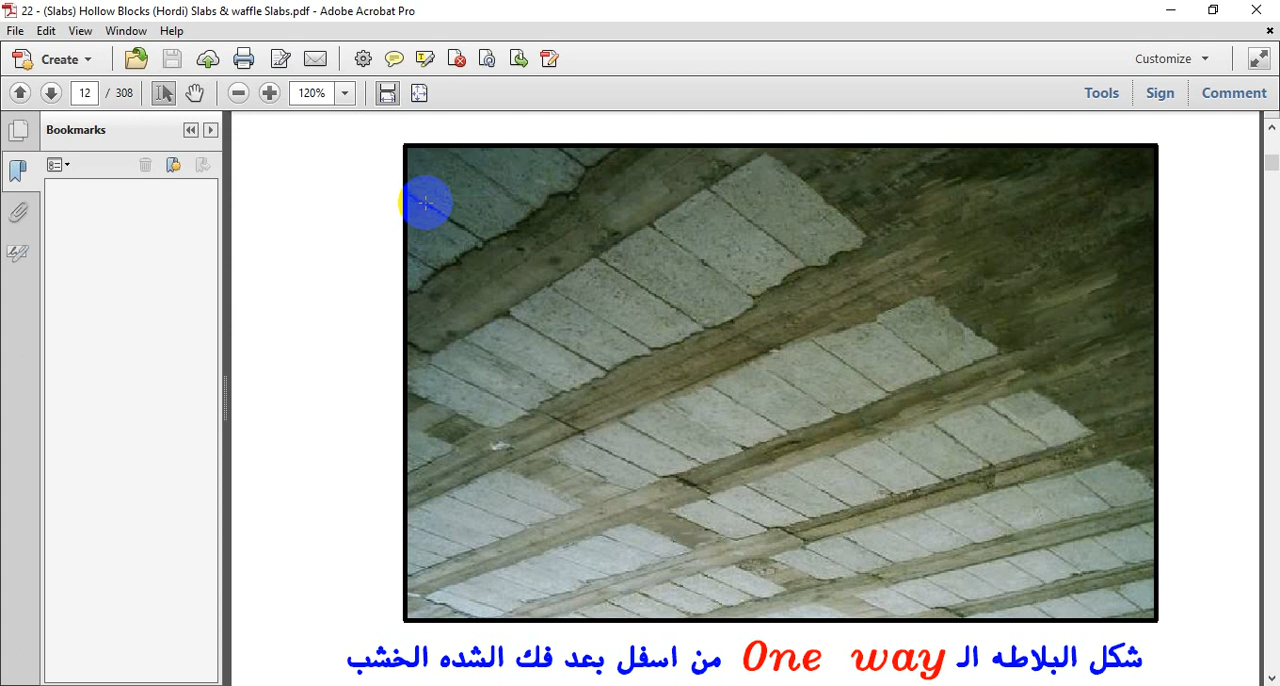 22 - (Slabs) Hollow Blocks (Hordi) Slabs & waffle Slabs.pdf - Adobe Acrobat Pro
File Edit View Window Help
Create Customize
12 / 308 120% Tools Sign Comment
Bookmarks
شكل البلاطه الـ One way من اسفل بعد فك الشده الخشب